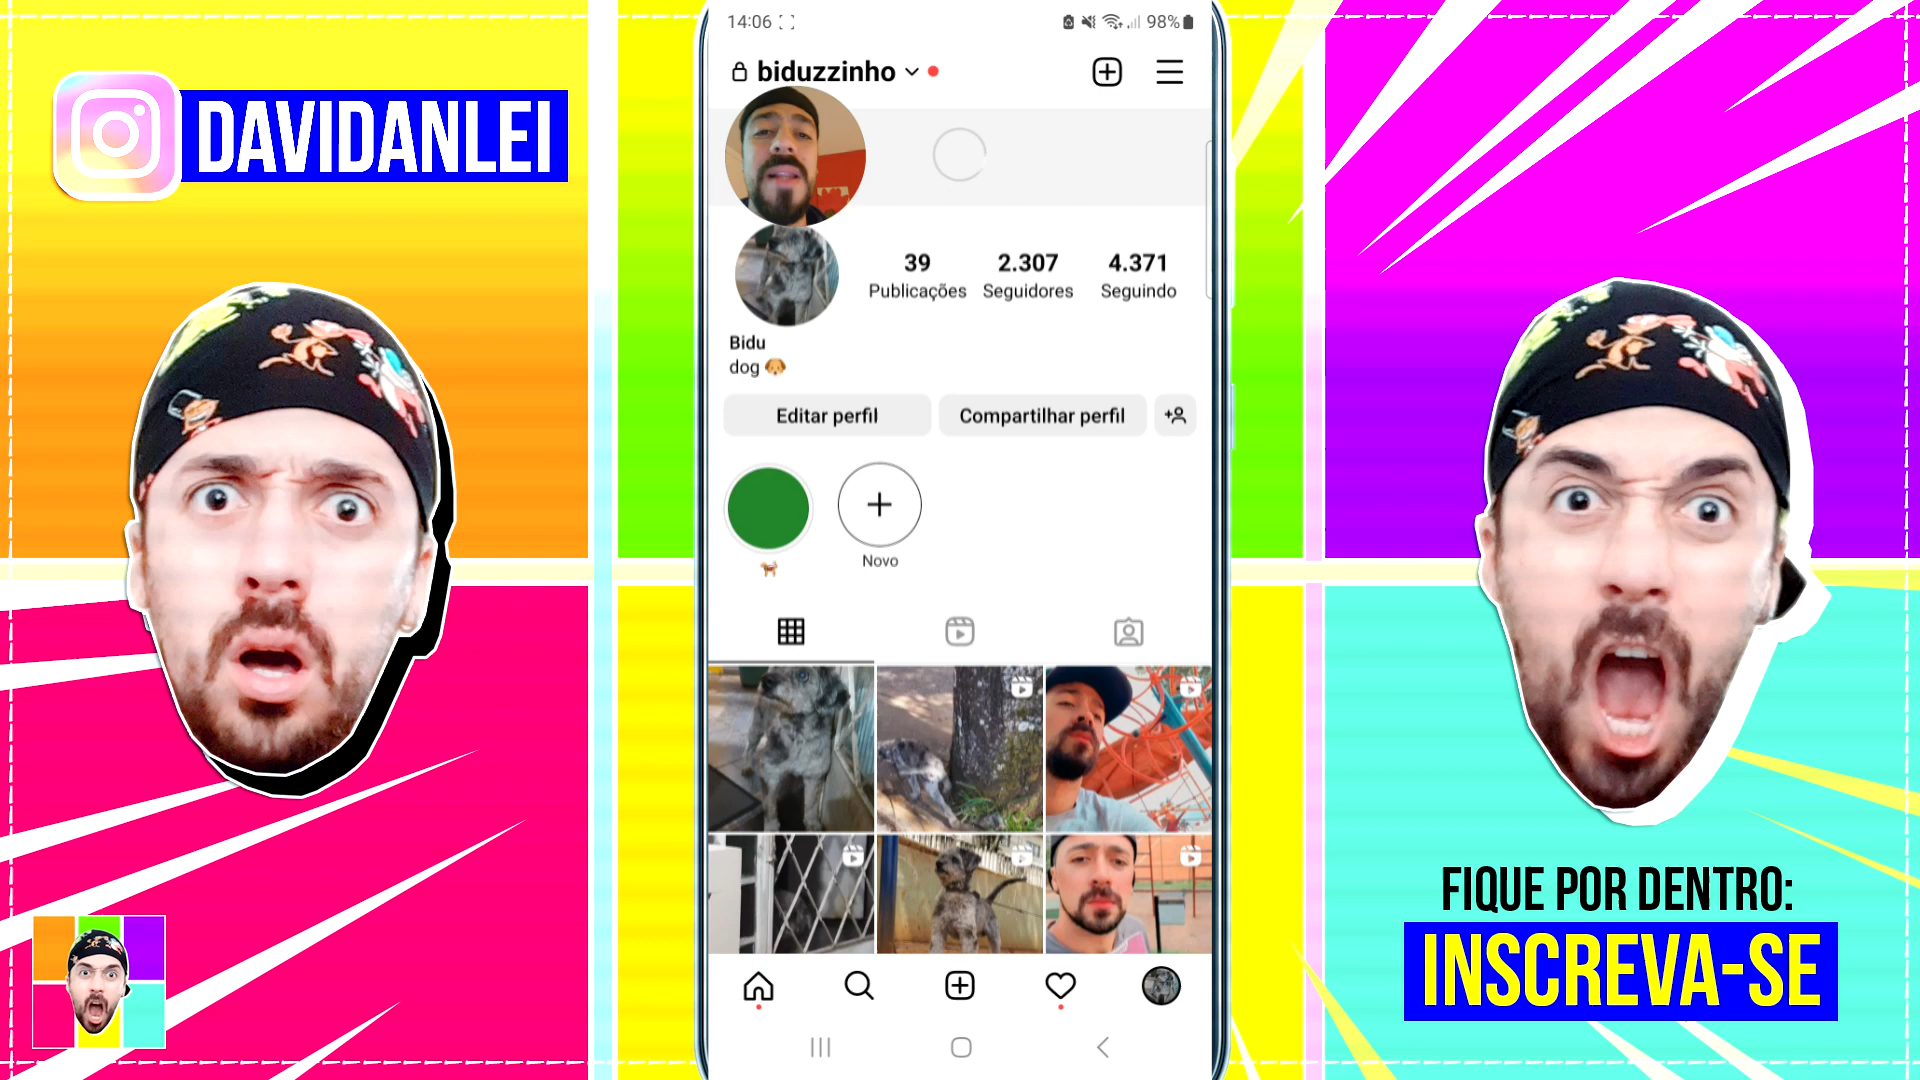 DAVIDANLEI
14:06
98%
biduzzinho
39
2.307
4.371
Publicações
Seguidores
Seguindo
Bidu
dog
Editar perfil
Compartilhar perfil
Novo
FIQUE POR DENTRO:
INSCREVA-SE